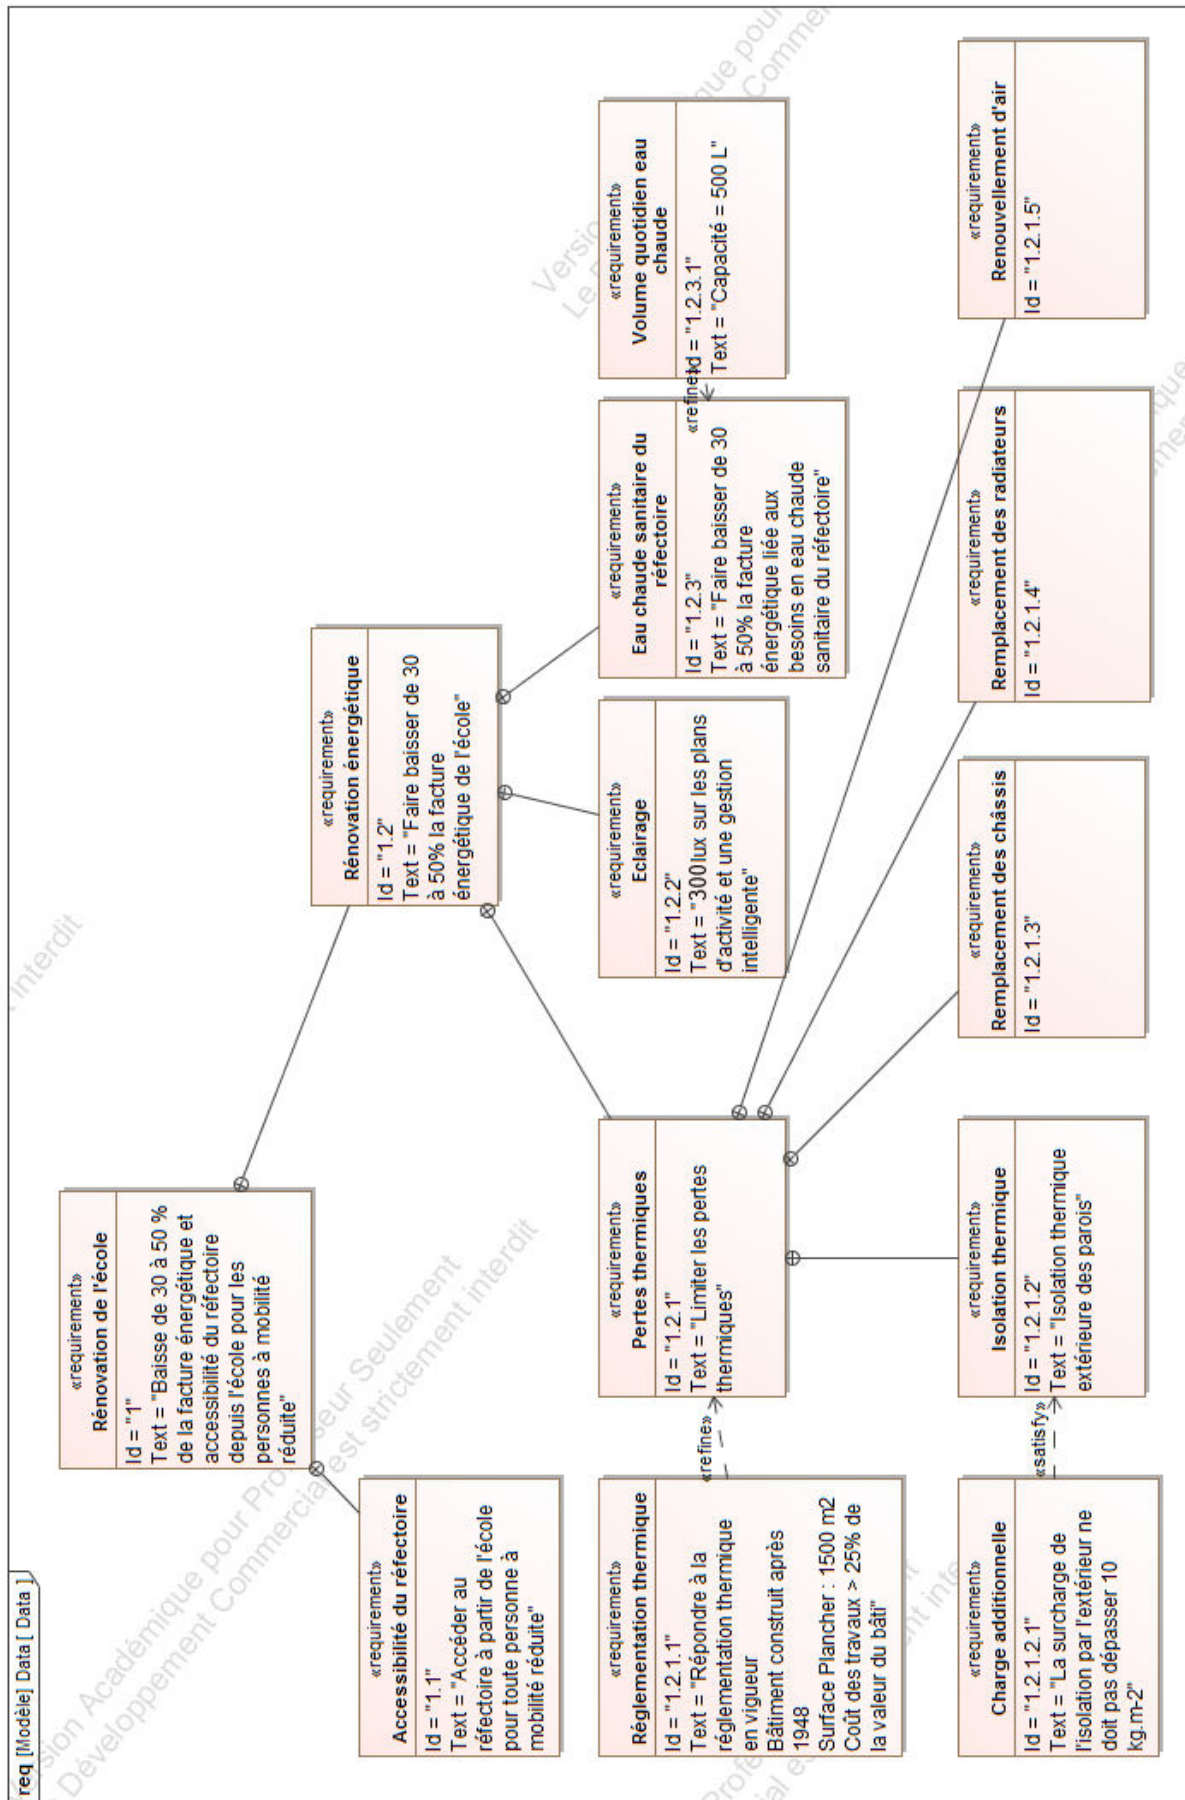 req [Modèle] Data [ Data ]
«requirement»
Rénovation de l'école
Id = "1"
Text = "Baisse de 30 à 50 %
de la facture énergétique et
accessibilité du réfectoire
depuis l'école pour les
personnes à mobilité
réduite"
«requirement»
Accessibilité du réfectoire
Id = "1.1"
Text = "Accéder au
réfectoire à partir de l'école
pour toute personne à
mobilité réduite"
«requirement»
Rénovation énergétique
Id = "1.2"
Text = "Faire baisser de 30
à 50% la facture
énergétique de l'école"
«requirement»
Réglementation thermique
Id = "1.2.1.1"
Text = "Répondre à la
réglementation thermique
en vigueur
Bâtiment construit après
1948
Surface Plancher : 1500 m2
Coût des travaux > 25% de
la valeur du bâti"
«refine»
«requirement»
Pertes thermiques
Id = "1.2.1"
Text = "Limiter les pertes
thermiques"
«requirement»
Eclairage
Id = "1.2.2"
Text = "300 lux sur les plans
d'activité et une gestion
intelligente"
«requirement»
Eau chaude sanitaire du
réfectoire
Id = "1.2.3"
Text = "Faire baisser de 30
à 50% la facture
énergétique liée aux
besoins en eau chaude
sanitaire du réfectoire"
«refine»
«requirement»
Volume quotidien eau
chaude
Id = "1.2.3.1"
Text = "Capacité = 500 L"
«requirement»
Charge additionnelle
Id = "1.2.1.2.1"
Text = "La surcharge de
l'isolation par l'extérieur ne
doit pas dépasser 10
kg.m-2"
«satisfy»
«requirement»
Isolation thermique
Id = "1.2.1.2"
Text = "Isolation thermique
extérieure des parois"
«requirement»
Remplacement des châssis
Id = "1.2.1.3"
«requirement»
Remplacement des radiateurs
Id = "1.2.1.4"
«requirement»
Renouvellement d'air
Id = "1.2.1.5"